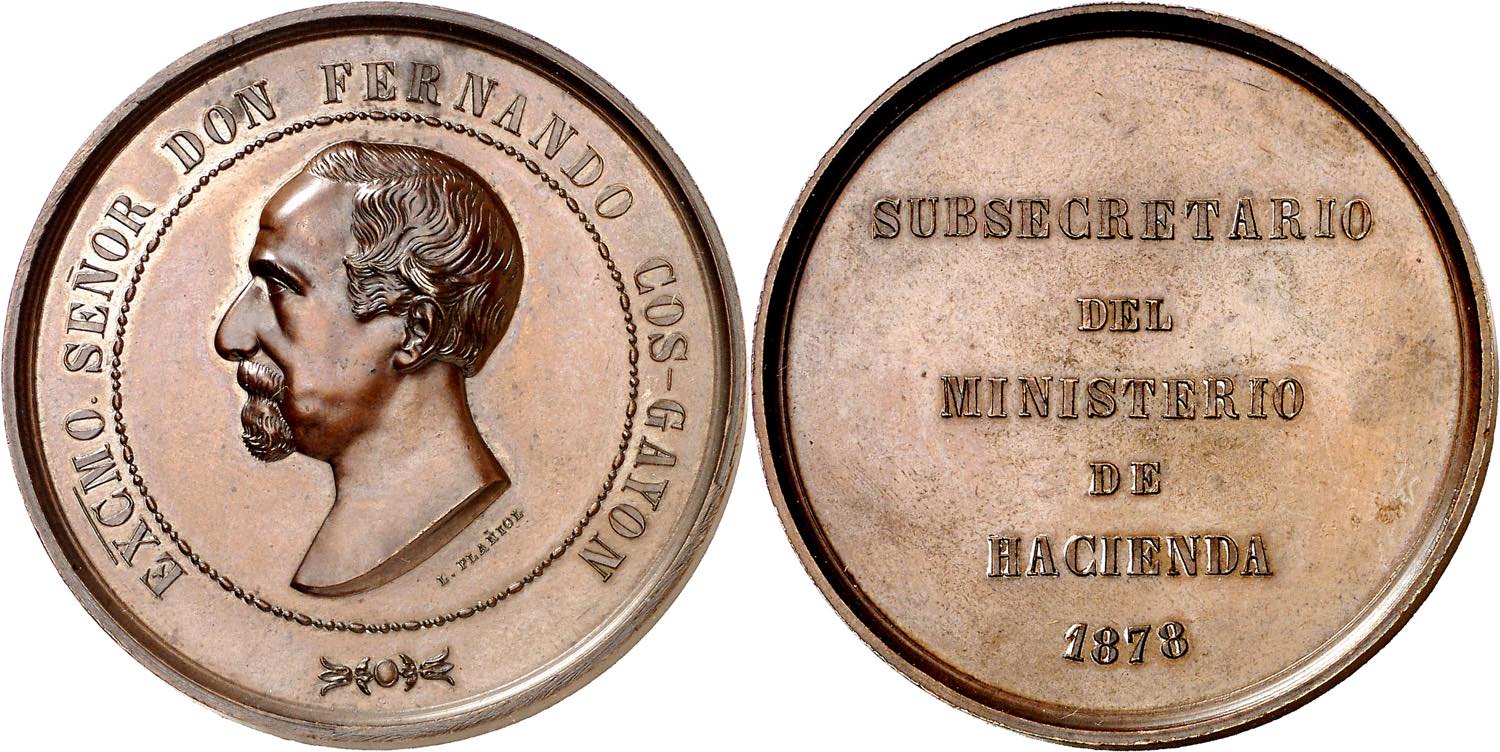 EXCMO. SEÑOR DON FERNANDO COS-GAYON
L. PLAÑIOL
SUBSECRETARIO
DEL
MINISTERIO
DE
HACIENDA
1878